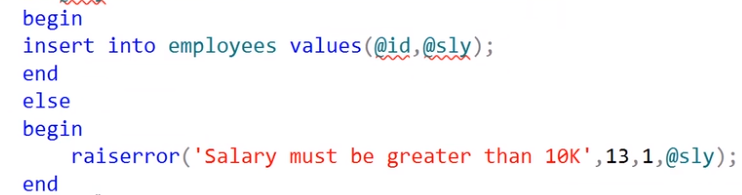 begin
insert into employees values(@id,@sly);
end
else
begin
raiserror('Salary must be greater than 10K',13,1,@sly);
end